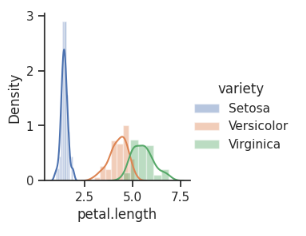 3
2
1
0
Density
2.5 5.0 7.5
petal.length
variety
Setosa
Versicolor
Virginica